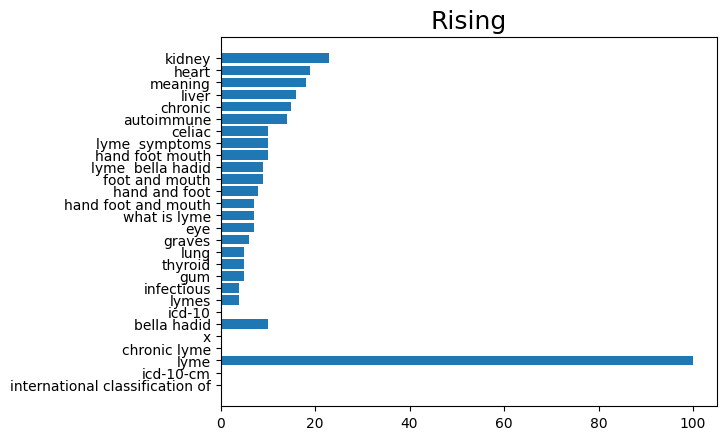 Rising
kidney
heart
meaning
liver
chronic
autoimmune
celiac
lyme  symptoms
hand foot mouth
lyme  bella hadid
foot and mouth
hand and foot
hand foot and mouth
what is lyme
eye
graves
lung
thyroid
gum
infectious
lymes
icd-10
bella hadid
x
chronic lyme
lyme
icd-10-cm
international classification of
0 20 40 60 80 100